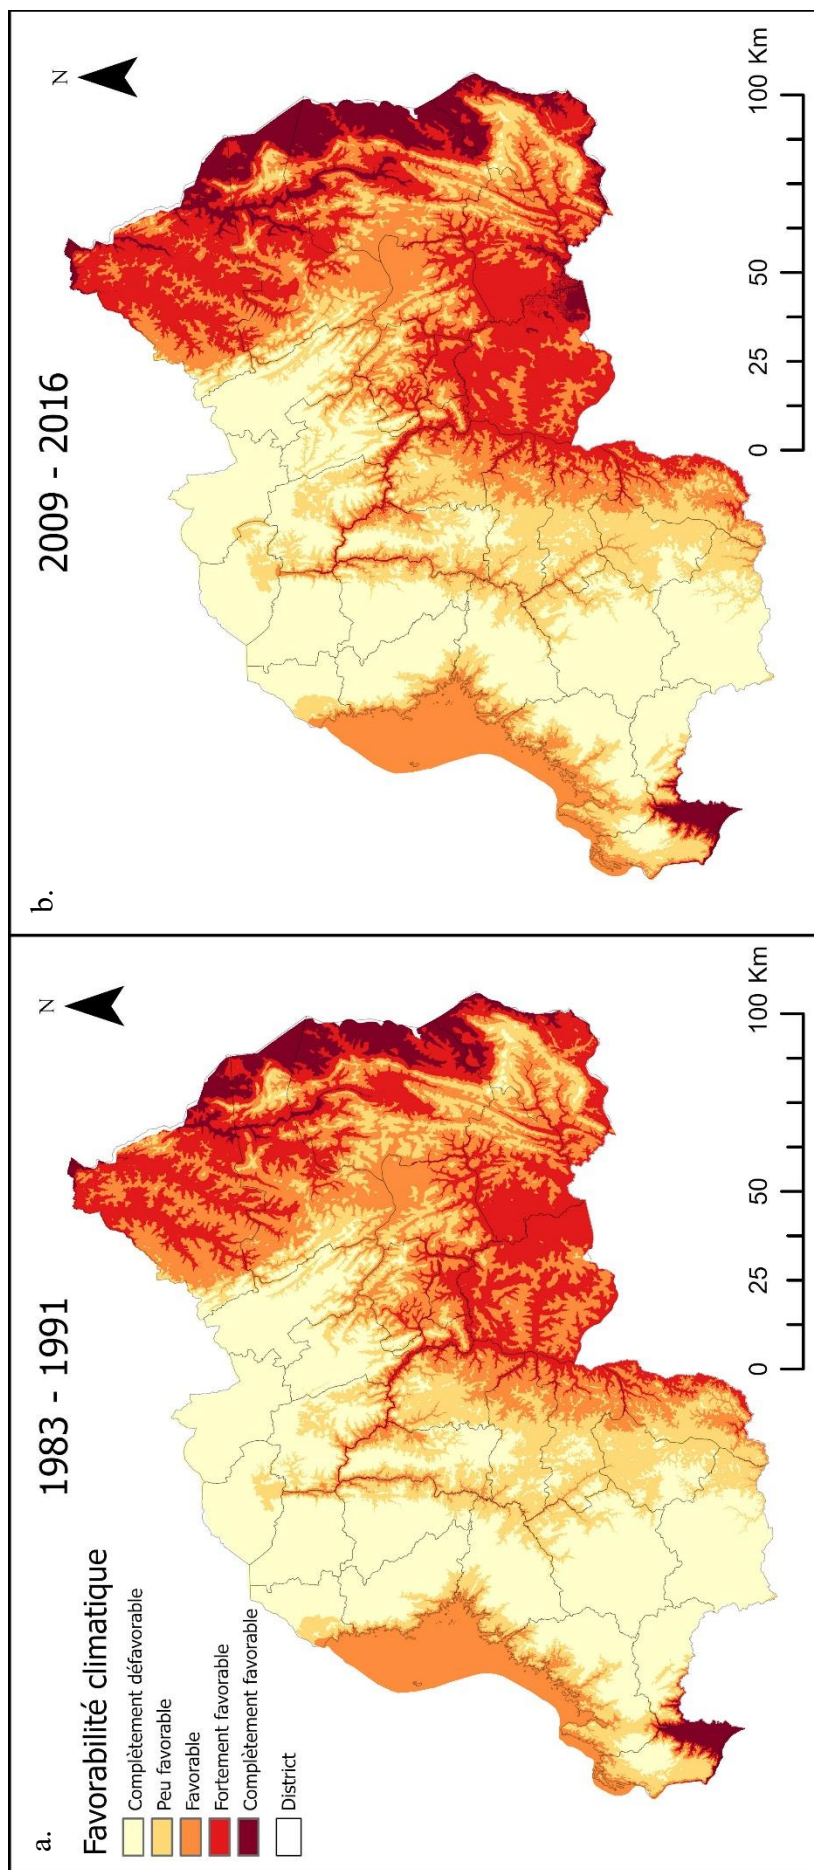 a.
1983 - 1991
N
Favorabilité climatique
Complètement défavorable
Peu favorable
Favorable
Fortement favorable
Complètement favorable
District
0 25 50 100 Km
b.
2009 - 2016
N
0 25 50 100 Km